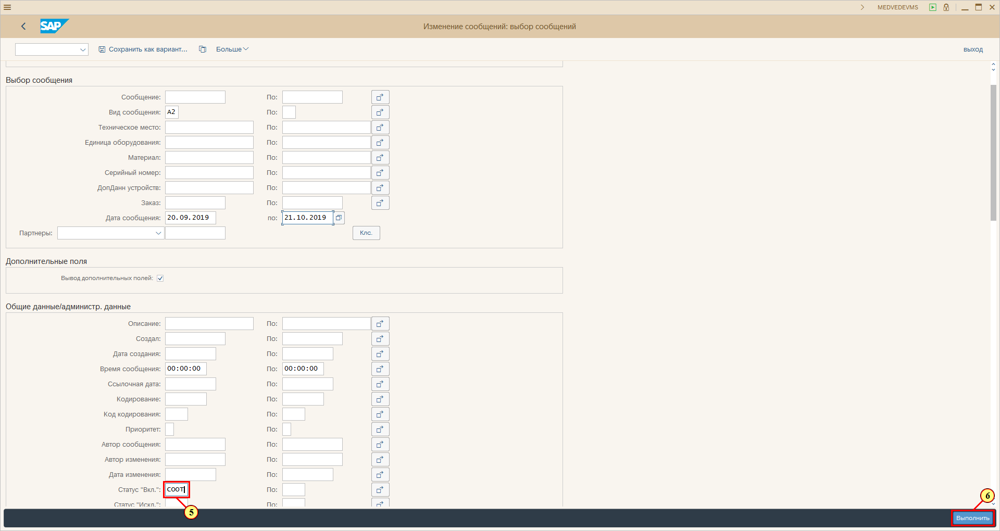 MEDVEDEVMS
SAP
Изменение сообщений: выбор сообщений
Сохранить как вариант...
Больше
выход
Выбор сообщения
Сообщение: По:
Вид сообщения: A2 По:
Техническое место: По:
Единица оборудования: По:
Материал: По:
Серийный номер: По:
ДопДанн устройств: По:
Заказ: По:
Дата сообщения: 20.09.2019 по: 21.10.2019
Партнеры: Клс.
Дополнительные поля
Вывод дополнительных полей:
Общие данные/администр. данные
Описание: По:
Создал: По:
Дата создания: По:
Время сообщения: 00:00:00 По: 00:00:00
Ссылочная дата: По:
Кодирование: По:
Код кодирования: По:
Приоритет: По:
Автор сообщения: По:
Автор изменения: По:
Дата изменения: По:
Статус "Вкл.": СООТ По:
Статус "Искл.": По:
5
6
Выполнить